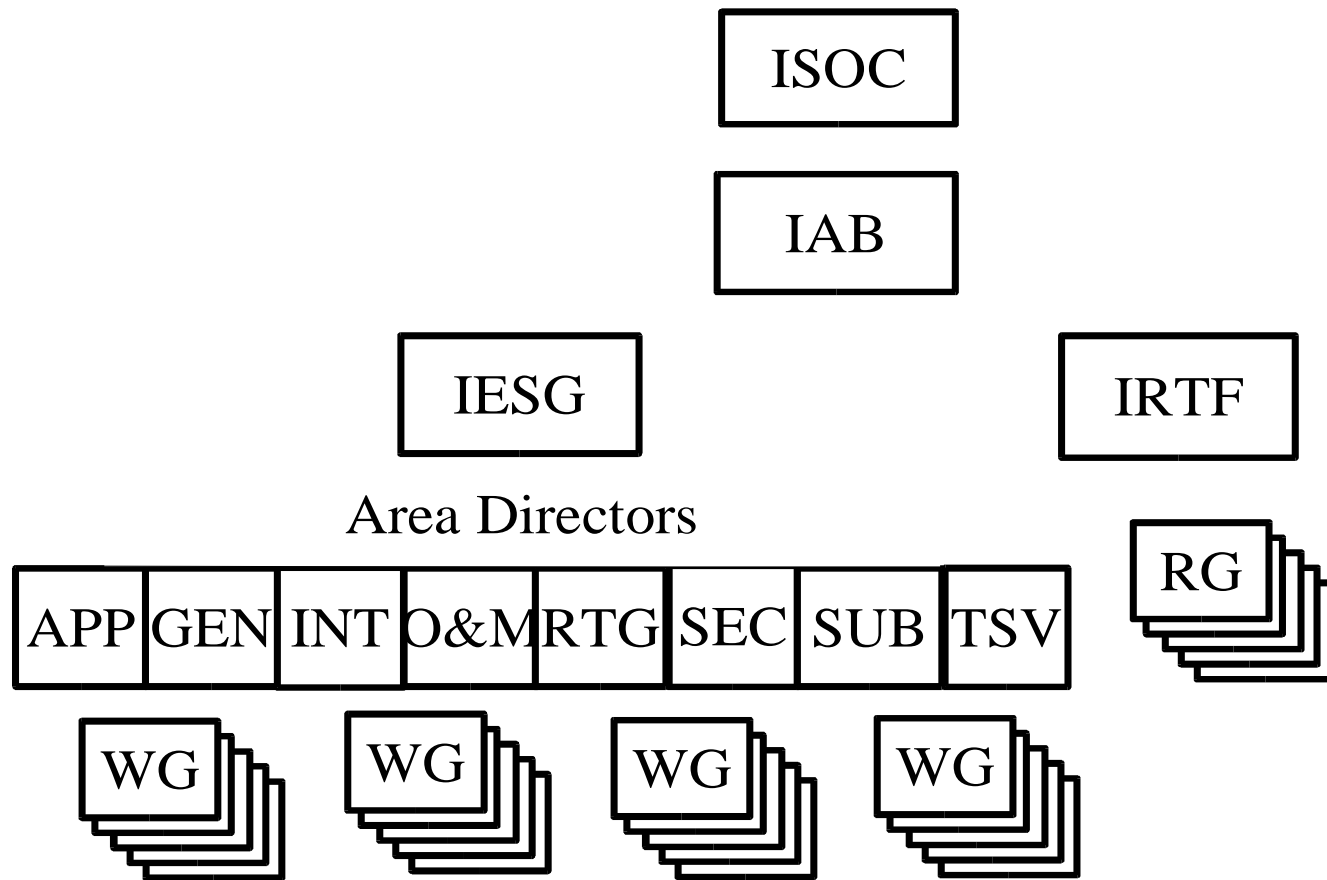 ISOC
IAB
IESG IRTF
Area Directors
RG
APP GEN INT O&M RTG SEC SUB TSV
WG WG WG WG